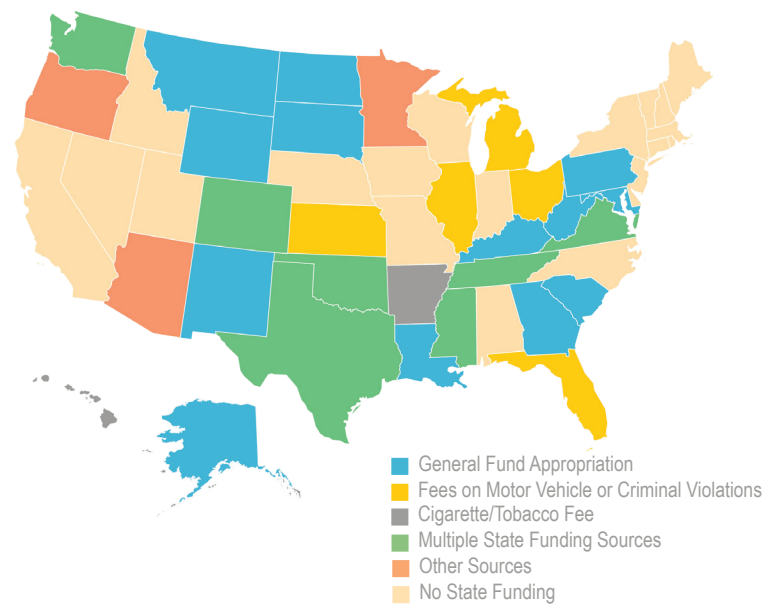 General Fund Appropriation
Fees on Motor Vehicle or Criminal Violations
Cigarette/Tobacco Fee
Multiple State Funding Sources
Other Sources
No State Funding